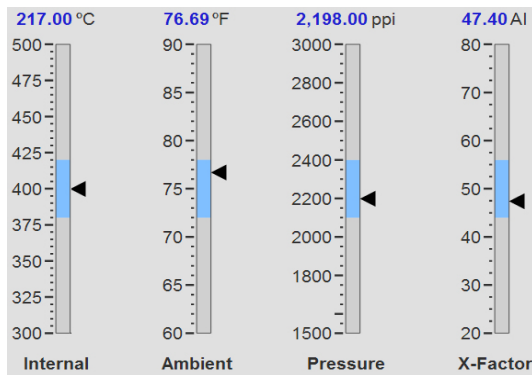 217.00 ºC 76.69 ºF 2,198.00 ppi 47.40 AI
500 90 3000 80
475 85 2800 70
450 80 2600 60
425 75 2400 50
400 70 2200 40
375 65 2000 30
350 60 1800 20
325 1500
300
Internal Ambient Pressure X-Factor